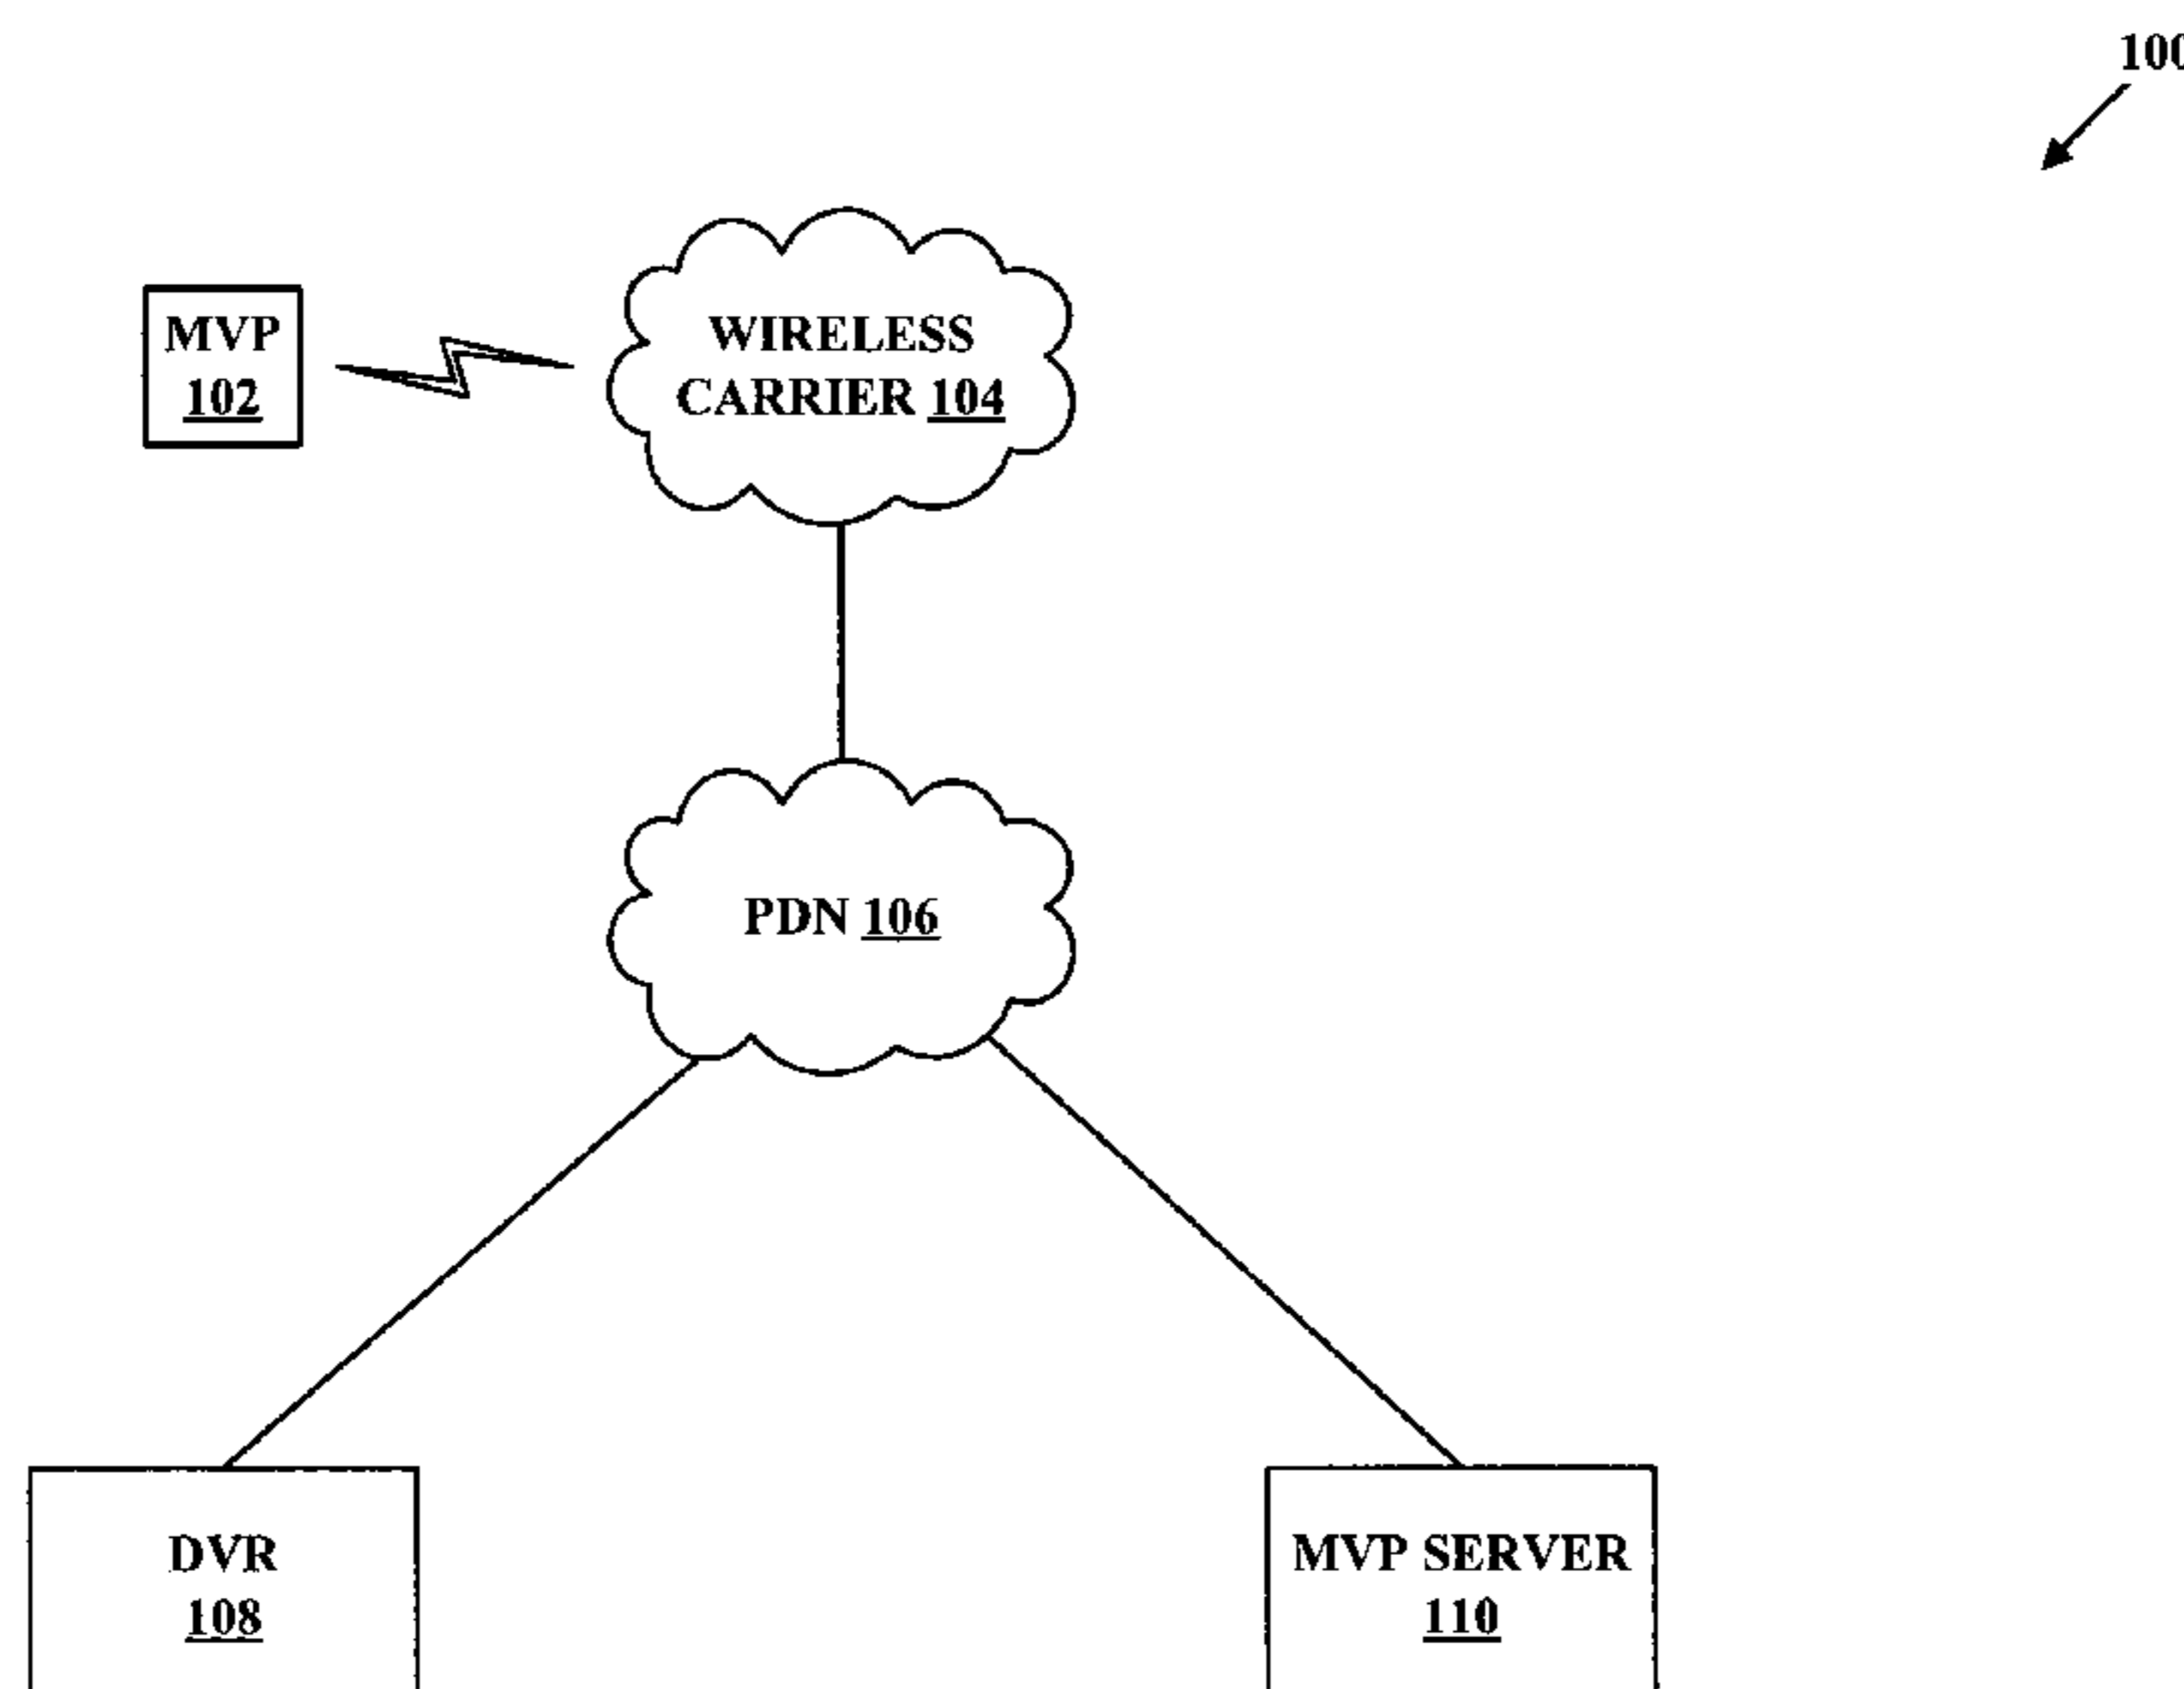 100
MVP
102
WIRELESS
CARRIER 104
PDN 106
DVR
108
MVP SERVER
110